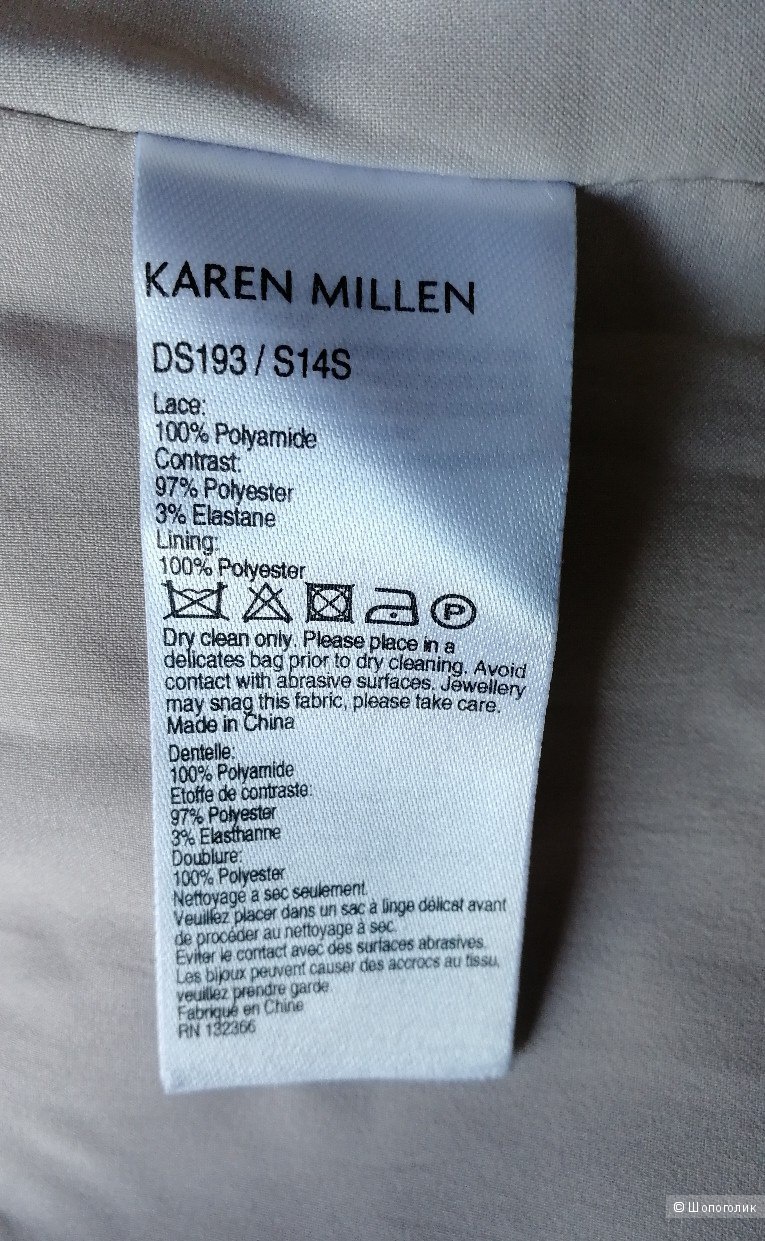 KAREN MILLEN
DS193 / S14S
Lace:
100% Polyamide
Contrast:
97% Polyester
3% Elastane
Lining:
100% Polyester
P
Dry clean only. Please place in a
delicates bag prior to dry cleaning. Avoid
contact with abrasive surfaces. Jewellery
may snag this fabric, please take care.
Made in China
Dentelle:
100% Polyamide
Etoffe de contraste:
97% Polyester
3% Elasthanne
Doublure:
100% Polyester
Nettoyage a sec seulement.
Veuillez placer dans un sac a linge délicat avant
de procéder au nettoyage à sec.
Eviter le contact avec des surfaces abrasives.
Les bijoux peuvent causer des accrocs au tissu,
veuillez prendre garde.
Fabriqué en Chine
RN 132366
© Шопоголик